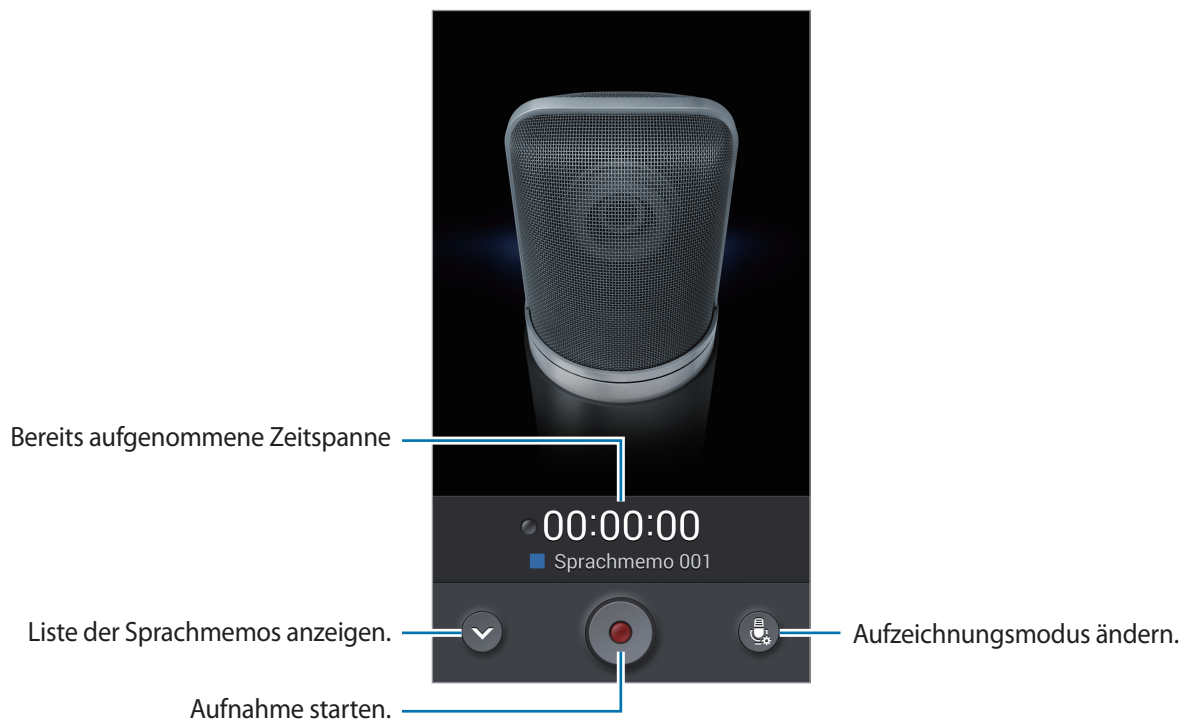 Bereits aufgenommene Zeitspanne
00:00:00
Sprachmemo 001
Liste der Sprachmemos anzeigen.
Aufzeichnungsmodus ändern.
Aufnahme starten.